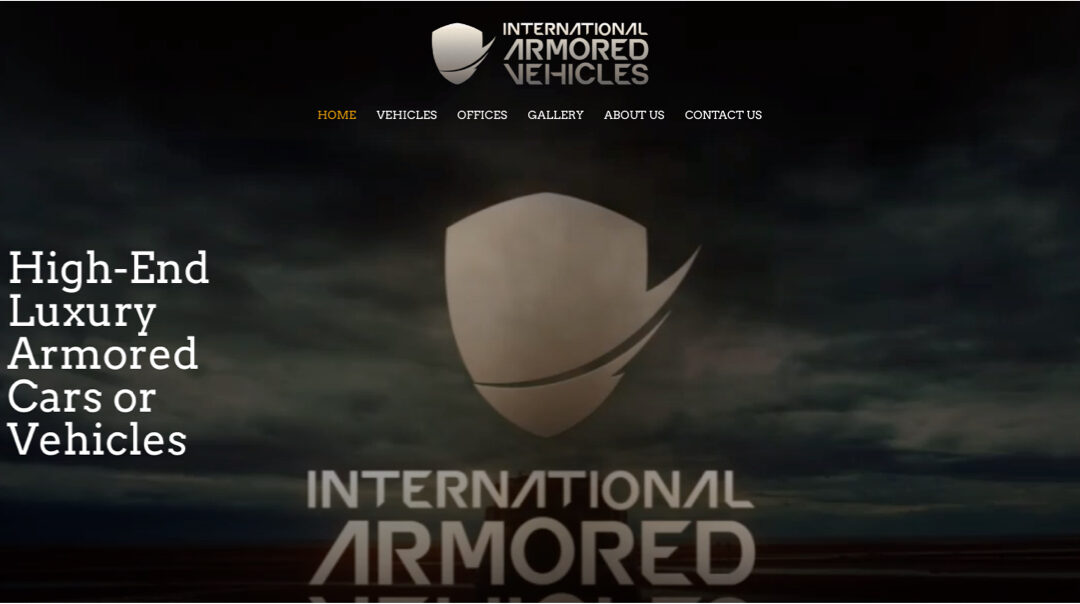 INTERNATIONAL
ARMORED
VEHICLES
HOME VEHICLES OFFICES GALLERY ABOUT US CONTACT US
High-End
Luxury
Armored
Cars or
Vehicles
INTERNATIONAL
ARMORED